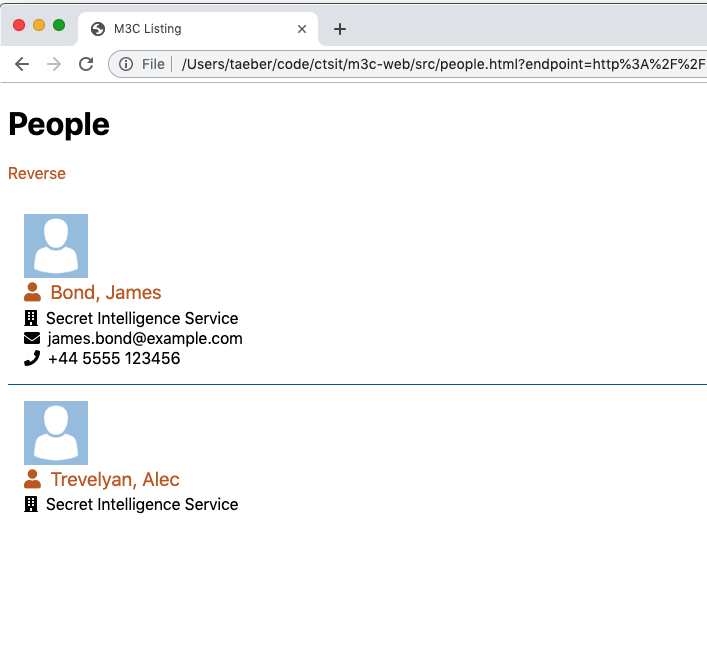 M3C Listing
File | /Users/taeber/code/ctsit/m3c-web/src/people.html?endpoint=http%3A%2F%2F
People
Reverse
Bond, James
Secret Intelligence Service
james.bond@example.com
+44 5555 123456
Trevelyan, Alec
Secret Intelligence Service